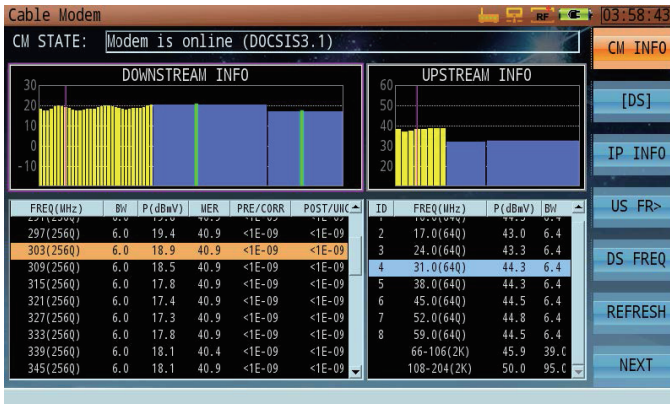 Cable Modem RF 03:58:43
CM STATE: Modem is online (DOCSIS3.1)
CM INFO
[DS]
IP INFO
US FR>
DS FREQ
REFRESH
NEXT
DOWNSTREAM INFO
30
20
10
0
-10
UPSTREAM INFO
60
50
40
30
20
FREQ(MHz) BW P(dBmV) MER PRE/CORR POST/UNC
297(256Q) 6.0 19.4 40.9 <1E-09 <1E-09
303(256Q) 6.0 18.9 40.9 <1E-09 <1E-09
309(256Q) 6.0 18.5 40.9 <1E-09 <1E-09
315(256Q) 6.0 17.8 40.9 <1E-09 <1E-09
321(256Q) 6.0 17.4 40.9 <1E-09 <1E-09
327(256Q) 6.0 17.3 40.9 <1E-09 <1E-09
333(256Q) 6.0 17.8 40.9 <1E-09 <1E-09
339(256Q) 6.0 18.1 40.4 <1E-09 <1E-09
345(256Q) 6.0 18.1 40.9 <1E-09 <1E-09
ID FREQ(MHz) P(dBmV) BW
2 17.0(64Q) 43.0 6.4
3 24.0(64Q) 43.3 6.4
4 31.0(64Q) 44.3 6.4
5 38.0(64Q) 44.3 6.4
6 45.0(64Q) 44.5 6.4
7 52.0(64Q) 44.8 6.4
8 59.0(64Q) 44.5 6.4
66-106(2K) 45.9 39.0
108-204(2K) 50.0 95.0